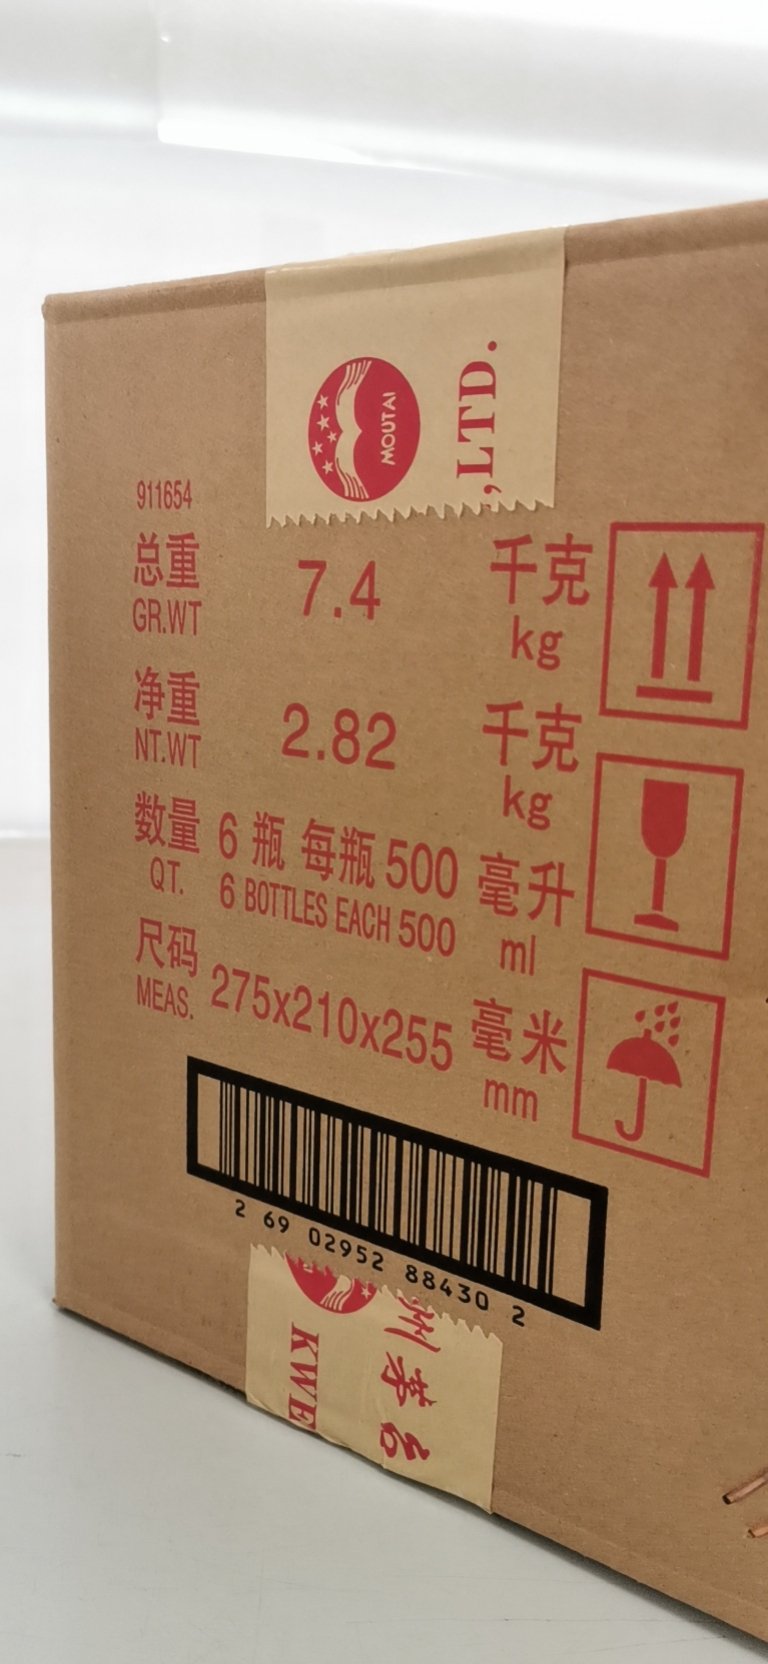 MOUTAI
,LTD.
911654
总重 7.4 千克
GR.WT kg
净重 2.82 千克
NT.WT kg
数量 6 瓶 每瓶 500 毫升
QT. 6 BOTTLES EACH 500 ml
尺码 275x210x255 毫米
MEAS. mm
2 69 02952 88430 2
州茅台
KWE